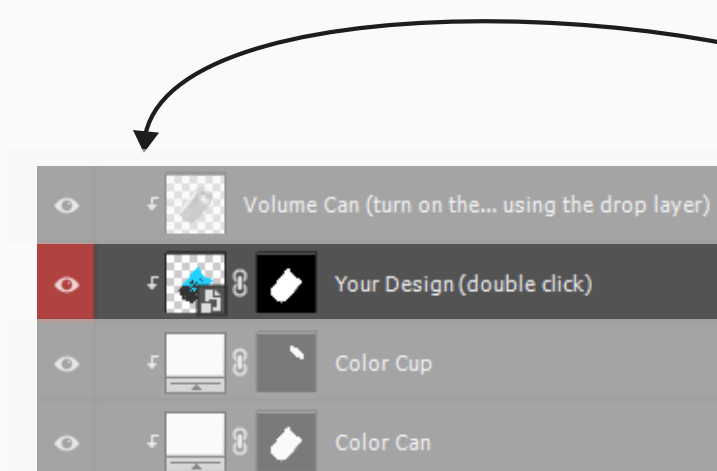 Volume Can (turn on the... using the drop layer)
Your Design (double click)
Color Cup
Color Can